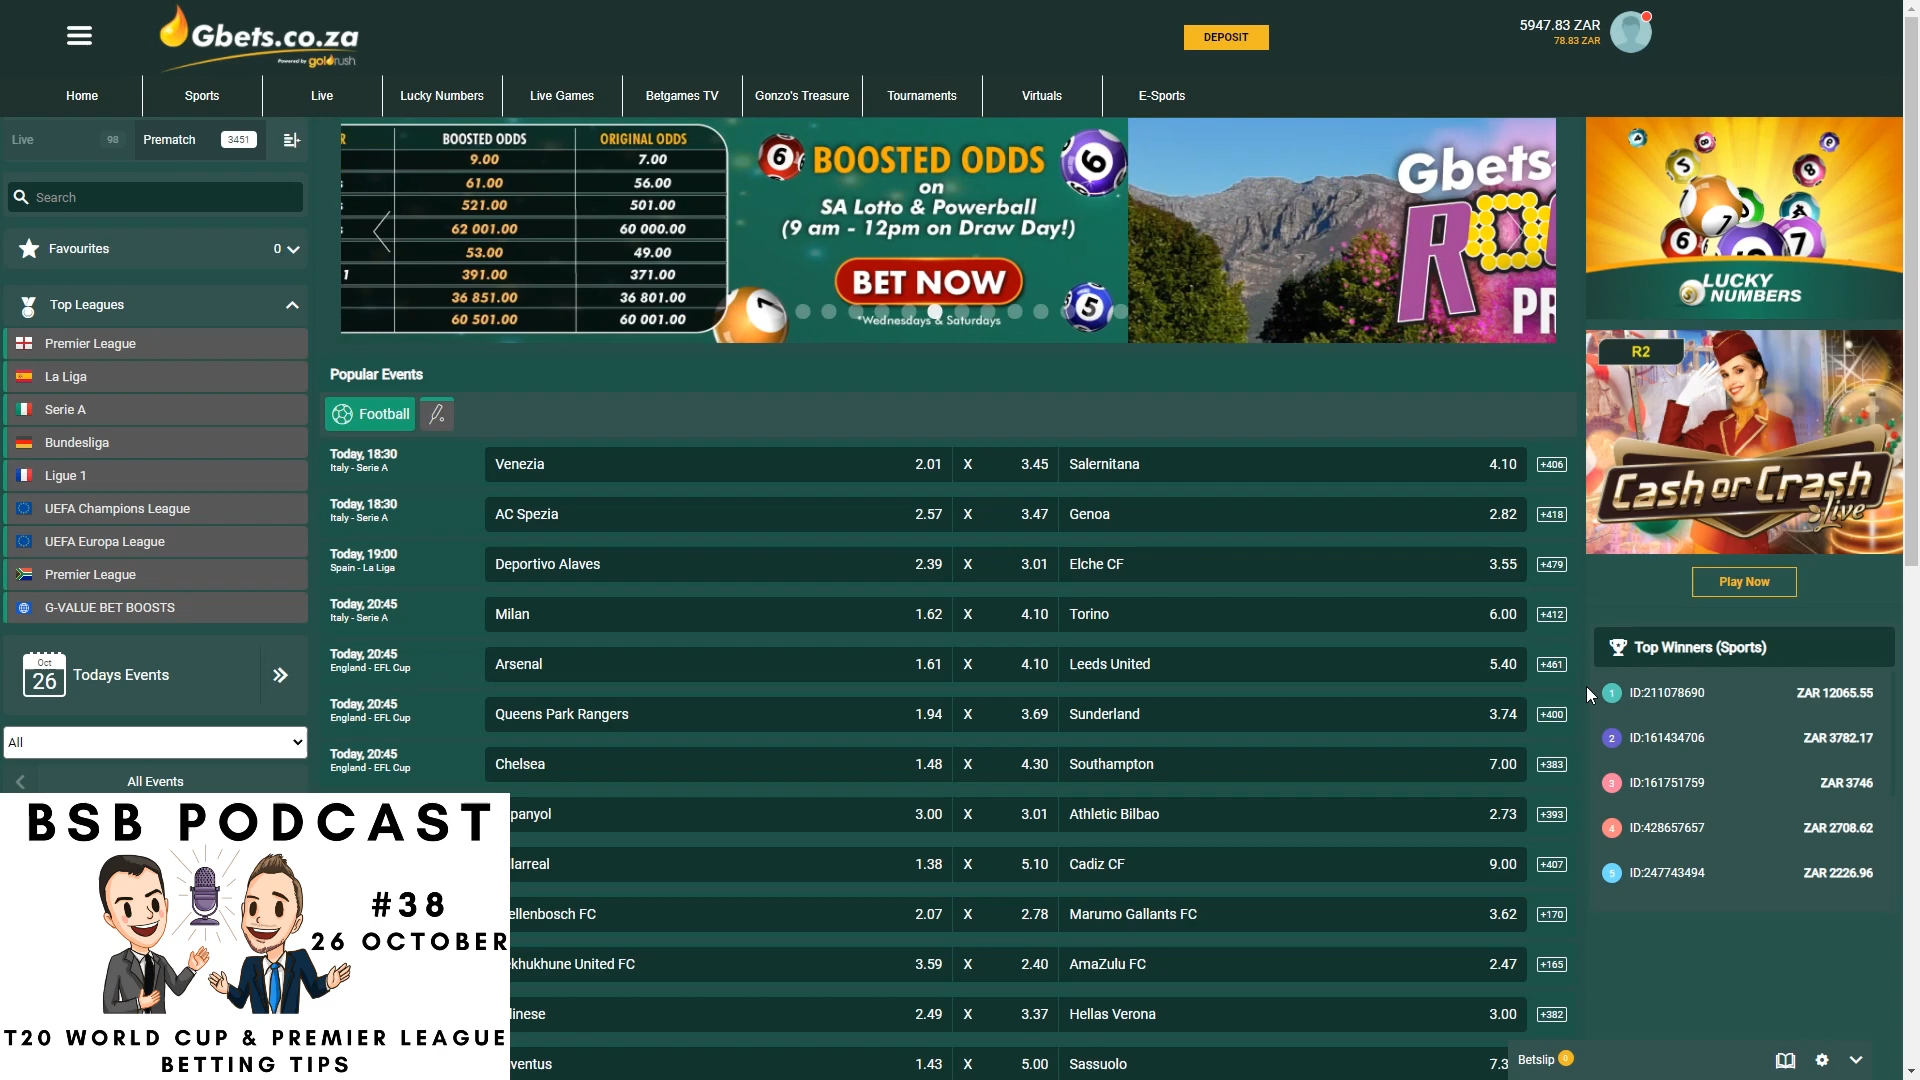 Gbets.co.za
Powered by goldrush
DEPOSIT
5947.83 ZAR
78.83 ZAR
Home Sports Live Lucky Numbers Live Games Betgames TV Gonzo's Treasure Tournaments Virtuals E-Sports
Live 98 Prematch 3451
Search
Favourites 0
Top Leagues
Premier League
La Liga
Serie A
Bundesliga
Ligue 1
UEFA Champions League
UEFA Europa League
Premier League
G-VALUE BET BOOSTS
Oct
26 Todays Events
All
All Events
R BOOSTED ODDS ORIGINAL ODDS
9.00 7.00
61.00 56.00
521.00 501.00
62 001.00 60 000.00
53.00 49.00
1 391.00 371.00
36 851.00 36 801.00
60 501.00 60 001.00
BOOSTED ODDS
on
SA Lotto & Powerball
(9 am - 12pm on Draw Day!)
BET NOW
*Wednesdays & Saturdays
Gbets
PR
Popular Events
Football
Today, 18:30
Italy - Serie A
Venezia 2.01 X 3.45 Salernitana 4.10 +406
Today, 18:30
Italy - Serie A
AC Spezia 2.57 X 3.47 Genoa 2.82 +418
Today, 19:00
Spain - La Liga
Deportivo Alaves 2.39 X 3.01 Elche CF 3.55 +479
Today, 20:45
Italy - Serie A
Milan 1.62 X 4.10 Torino 6.00 +412
Today, 20:45
England - EFL Cup
Arsenal 1.61 X 4.10 Leeds United 5.40 +461
Today, 20:45
England - EFL Cup
Queens Park Rangers 1.94 X 3.69 Sunderland 3.74 +400
Today, 20:45
England - EFL Cup
Chelsea 1.48 X 4.30 Southampton 7.00 +383
panyol 3.00 X 3.01 Athletic Bilbao 2.73 +393
larreal 1.38 X 5.10 Cadiz CF 9.00 +407
ellenbosch FC 2.07 X 2.78 Marumo Gallants FC 3.62 +170
ekhukhune United FC 3.59 X 2.40 AmaZulu FC 2.47 +165
inese 2.49 X 3.37 Hellas Verona 3.00 +382
ventus 1.43 X 5.00 Sassuolo 7.3
LUCKY
NUMBERS
R2
Cash or Crash
live
Play Now
Top Winners (Sports)
1 ID:211078690 ZAR 12065.55
2 ID:161434706 ZAR 3782.17
3 ID:161751759 ZAR 3746
4 ID:428657657 ZAR 2708.62
5 ID:247743494 ZAR 2226.96
Betslip 0
BSB PODCAST
#38
26 OCTOBER
T20 WORLD CUP & PREMIER LEAGUE
BETTING TIPS